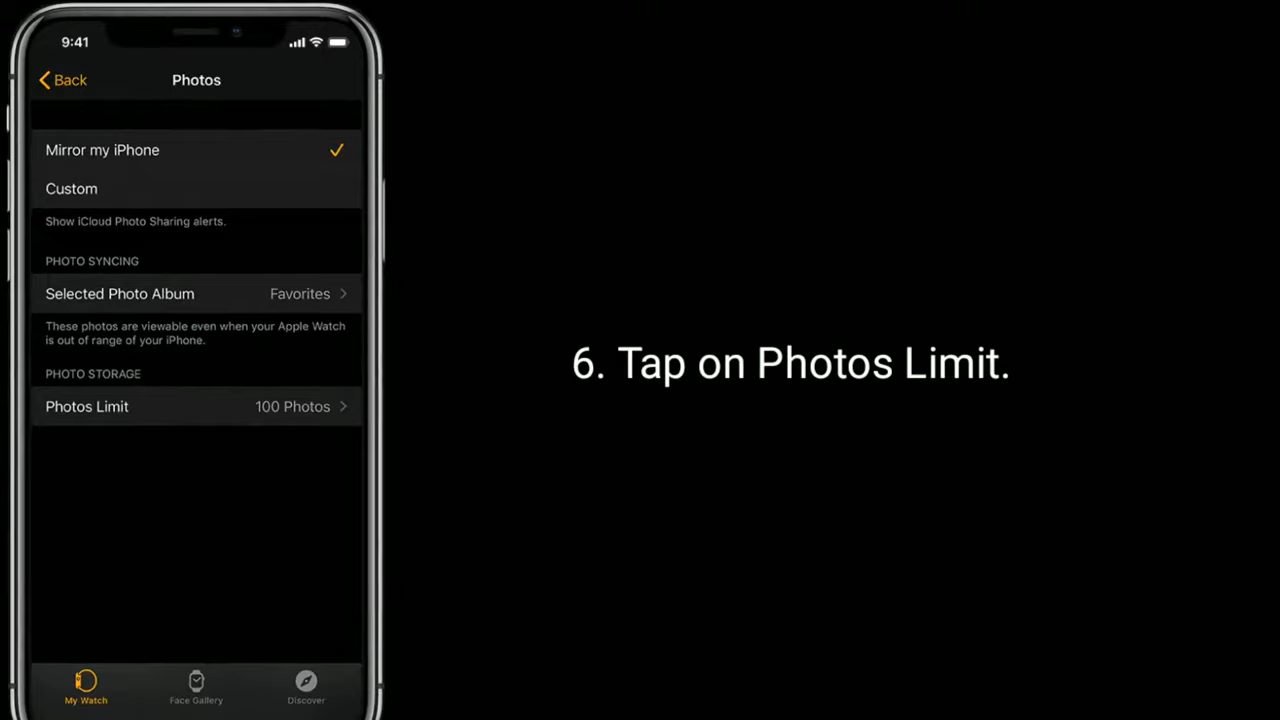 9:41
Back
Photos
Mirror my iPhone
Custom
Show iCloud Photo Sharing alerts.
PHOTO SYNCING
Selected Photo Album Favorites
These photos are viewable even when your Apple Watch
is out of range of your iPhone.
PHOTO STORAGE
Photos Limit 100 Photos
My Watch
Face Gallery
Discover
6. Tap on Photos Limit.